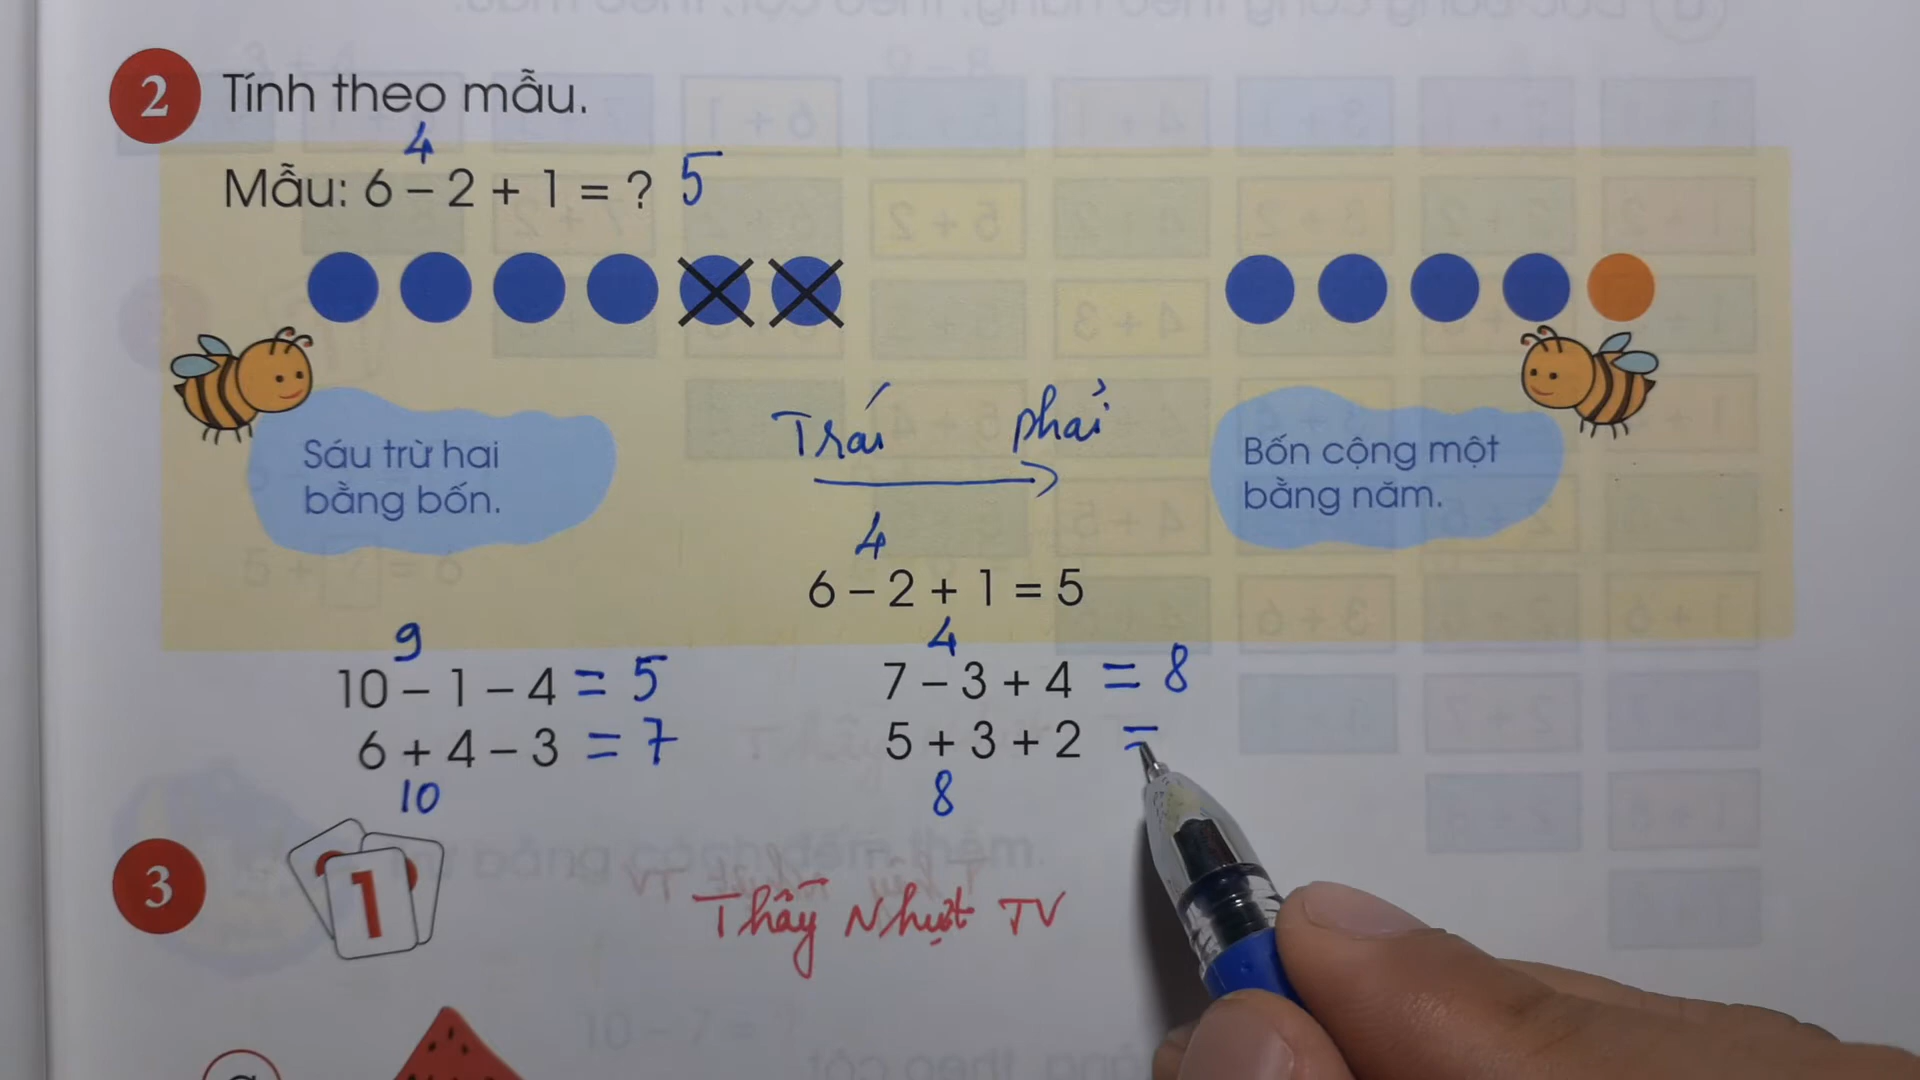 2 Tính theo mẫu.
4
Mẫu: 6 – 2 + 1 = ? 5
Sáu trừ hai
bằng bốn.
Trái phải
Bốn cộng một
bằng năm.
4
6 – 2 + 1 = 5
9
10 – 1 – 4 = 5
6 + 4 – 3 = 7
10
4
7 – 3 + 4 = 8
5 + 3 + 2 =
8
3
1
Thầy Nhựt TV